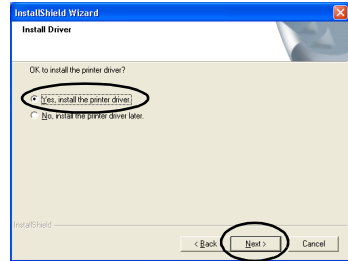 InstallShield Wizard
Install Driver
OK to install the printer driver?
Yes, install the printer driver.
No, install the printer driver later.
InstallShield
< Back
Next >
Cancel